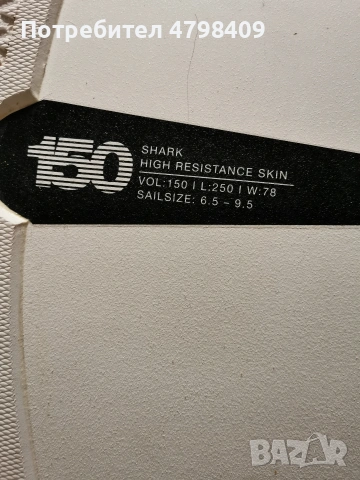 Потребител 4798409
150
SHARK
HIGH RESISTANCE SKIN
VOL:150 | L:250 | W:78
SAILSIZE: 6.5 - 9.5
BAZAR